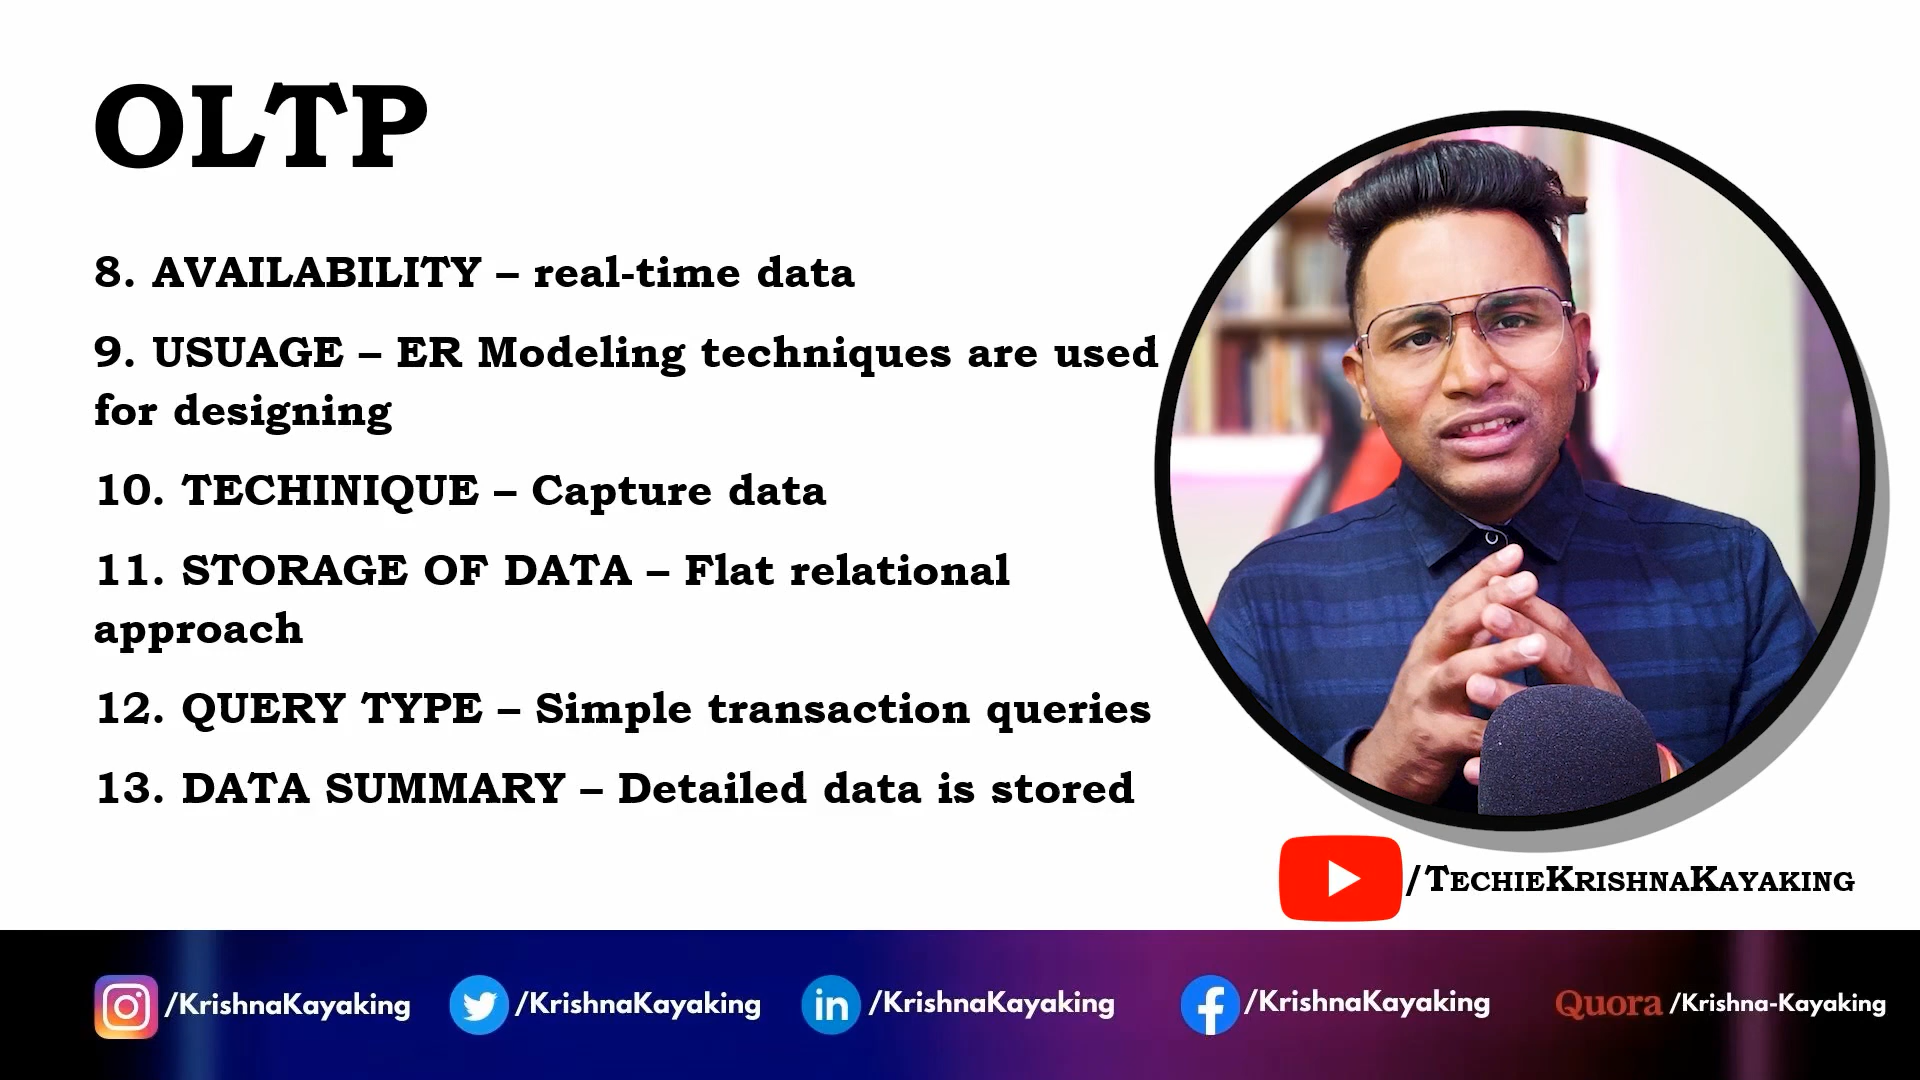 OLTP
8. AVAILABILITY – real-time data
9. USUAGE – ER Modeling techniques are used
for designing
10. TECHINIQUE – Capture data
11. STORAGE OF DATA – Flat relational
approach
12. QUERY TYPE – Simple transaction queries
13. DATA SUMMARY – Detailed data is stored
/TECHIEKRISHNAKAYAKING
/KrishnaKayaking /KrishnaKayaking in /KrishnaKayaking /KrishnaKayaking Quora /Krishna-Kayaking